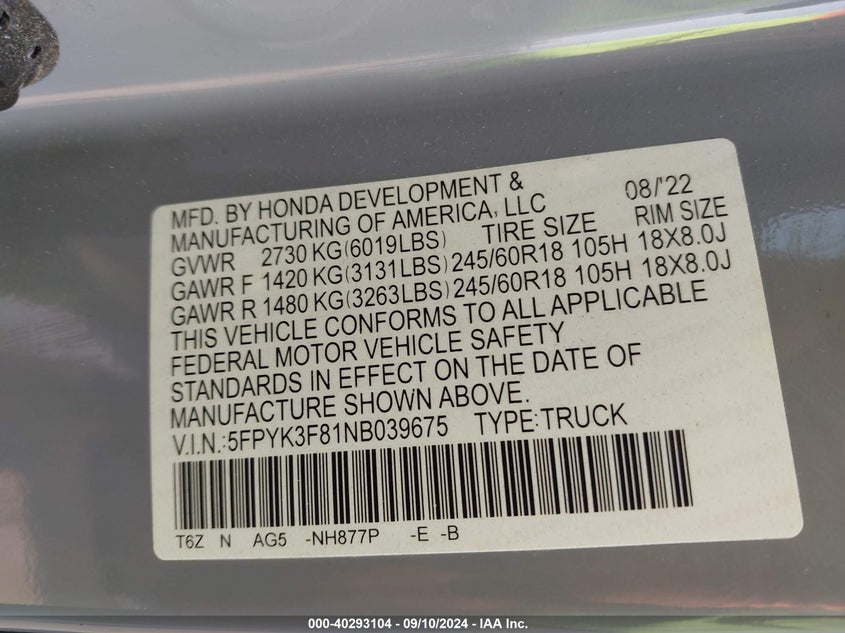 MFD. BY HONDA DEVELOPMENT & 08/'22
MANUFACTURING OF AMERICA, LLC
GVWR 2730 KG(6019LBS) TIRE SIZE RIM SIZE
GAWR F 1420 KG(3131LBS) 245/60R18 105H 18X8.0J
GAWR R 1480 KG(3263LBS) 245/60R18 105H 18X8.0J
THIS VEHICLE CONFORMS TO ALL APPLICABLE
FEDERAL MOTOR VEHICLE SAFETY
STANDARDS IN EFFECT ON THE DATE OF
MANUFACTURE SHOWN ABOVE.
V.I.N.:5FPYK3F81NB039675 TYPE:TRUCK
T6Z N AG5 -NH877P -E -B
000-40293104 - 09/10/2024 - IAA Inc.